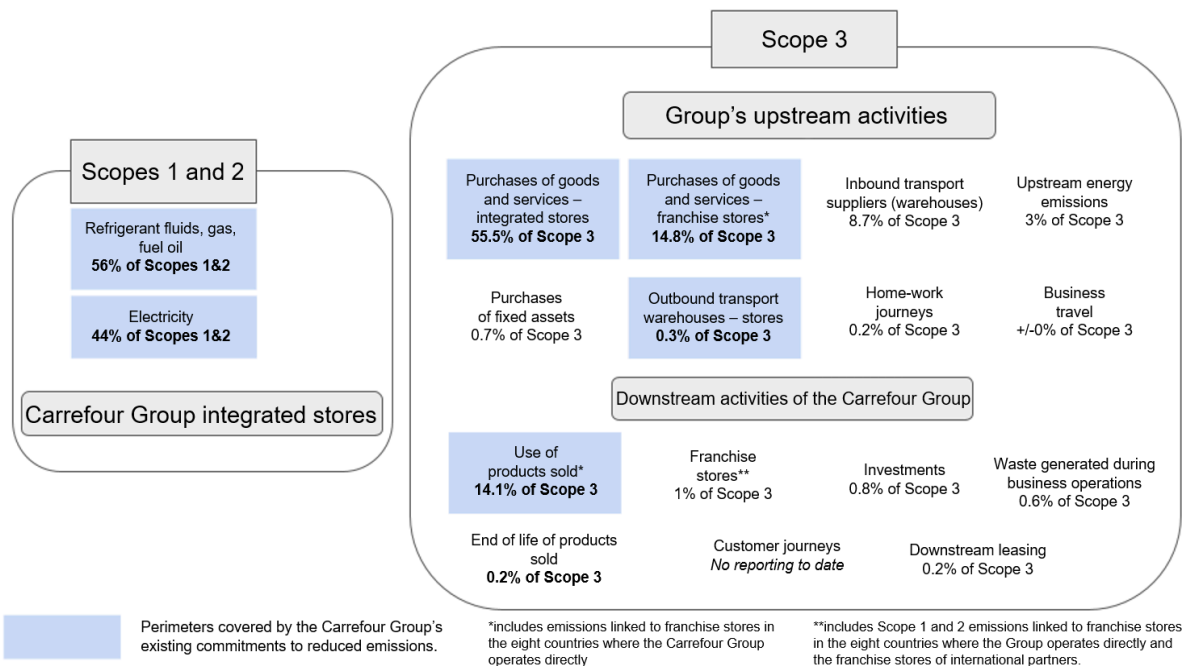 Scope 3
Group's upstream activities
Scopes 1 and 2
Refrigerant fluids, gas,
fuel oil
56% of Scopes 1&2
Electricity
44% of Scopes 1&2
Carrefour Group integrated stores
Purchases of goods
and services –
integrated stores
55.5% of Scope 3
Purchases of goods
and services –
franchise stores*
14.8% of Scope 3
Inbound transport
suppliers (warehouses)
8.7% of Scope 3
Upstream energy
emissions
3% of Scope 3
Purchases
of fixed assets
0.7% of Scope 3
Outbound transport
warehouses – stores
0.3% of Scope 3
Home-work
journeys
0.2% of Scope 3
Business
travel
+/-0% of Scope 3
Downstream activities of the Carrefour Group
Use of
products sold*
14.1% of Scope 3
Franchise
stores**
1% of Scope 3
Investments
0.8% of Scope 3
Waste generated during
business operations
0.6% of Scope 3
End of life of products
sold
0.2% of Scope 3
Customer journeys
No reporting to date
Downstream leasing
0.2% of Scope 3
Perimeters covered by the Carrefour Group's
existing commitments to reduced emissions.
*includes emissions linked to franchise stores in
the eight countries where the Carrefour Group
operates directly
**includes Scope 1 and 2 emissions linked to franchise stores
in the eight countries where the Group operates directly and
the franchise stores of international partners.